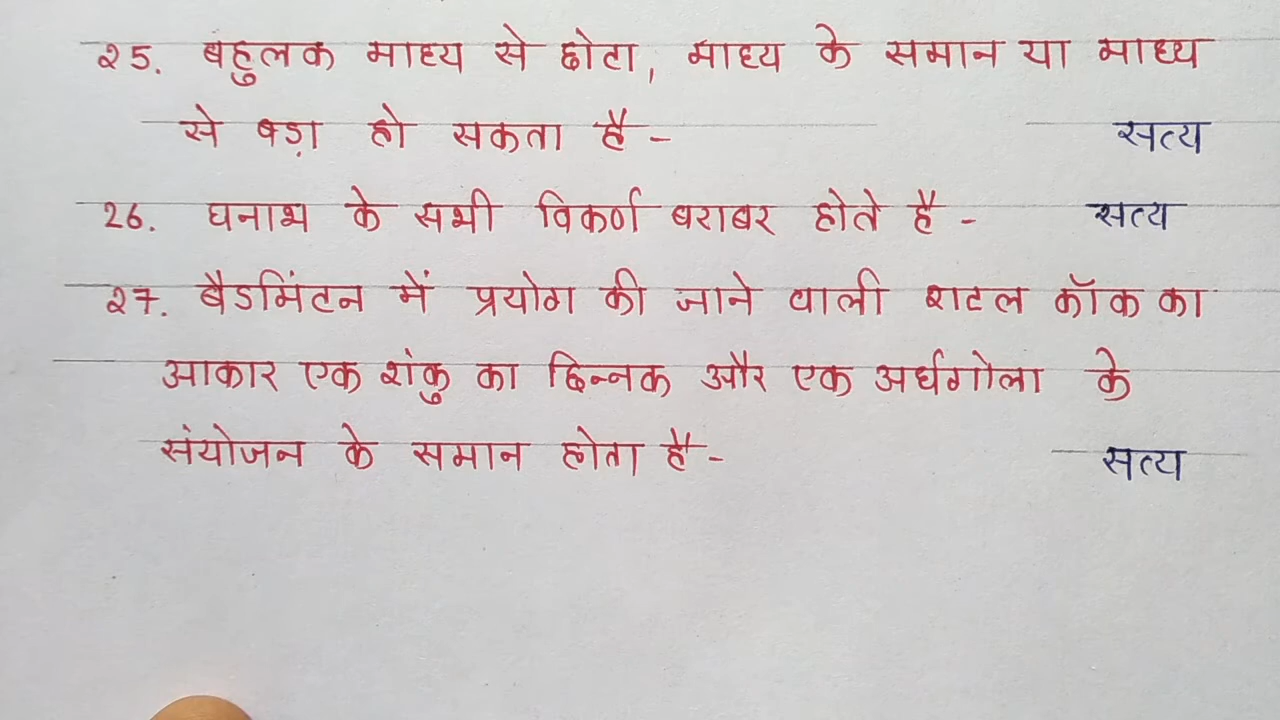 25. बहुलक माध्य से छोटा, माध्य के समान या माध्य
से बड़ा हो सकता है - सत्य
26. घनाभ के सभी विकर्ण बराबर होते है - सत्य
27. बैडमिंटन में प्रयोग की जाने वाली शटल कॉक का
आकार एक शंकु का छिन्नक और एक अर्धगोला के
संयोजन के समान होता है - सत्य